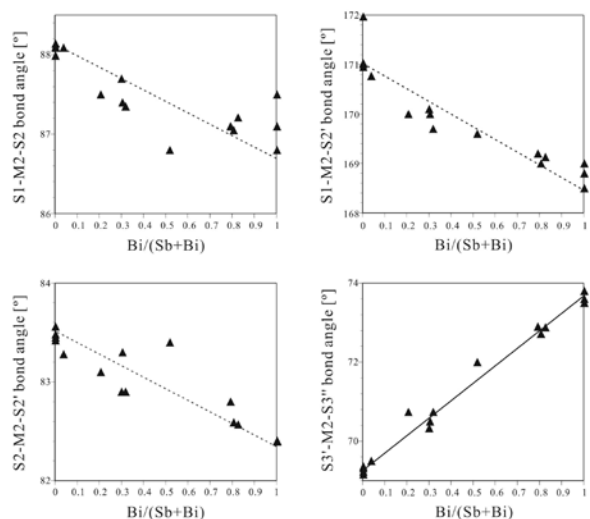 S1-M2-S2 bond angle [°]
88
87
86
0 0.1 0.2 0.3 0.4 0.5 0.6 0.7 0.8 0.9 1
Bi/(Sb+Bi)
S1-M2-S2' bond angle [°]
172
171
170
169
168
0 0.1 0.2 0.3 0.4 0.5 0.6 0.7 0.8 0.9 1
Bi/(Sb+Bi)
S2-M2-S2' bond angle [°]
84
83
82
0 0.1 0.2 0.3 0.4 0.5 0.6 0.7 0.8 0.9 1
Bi/(Sb+Bi)
S3'-M2-S3'' bond angle [°]
74
72
70
0 0.1 0.2 0.3 0.4 0.5 0.6 0.7 0.8 0.9 1
Bi/(Sb+Bi)